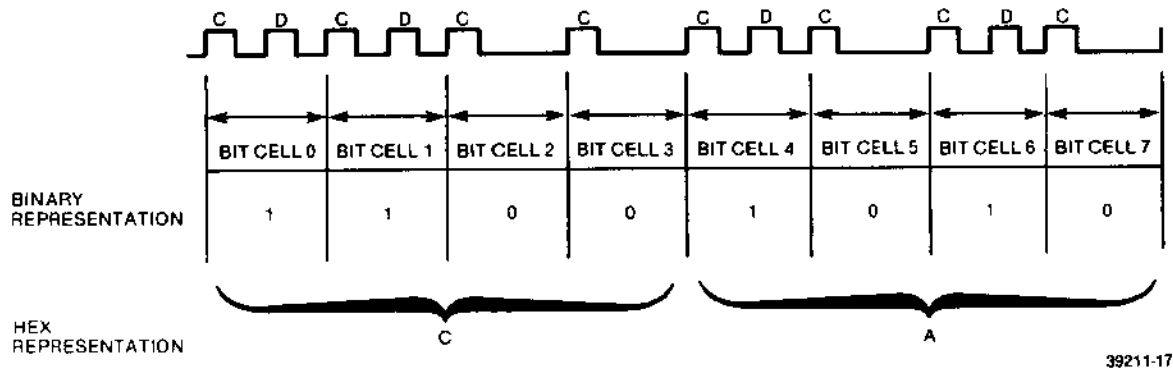 C D C D C C C D C C D C
BIT CELL 0 BIT CELL 1 BIT CELL 2 BIT CELL 3 BIT CELL 4 BIT CELL 5 BIT CELL 6 BIT CELL 7
BINARY
REPRESENTATION 1 1 0 0 1 0 1 0
HEX
REPRESENTATION C A
39211-17